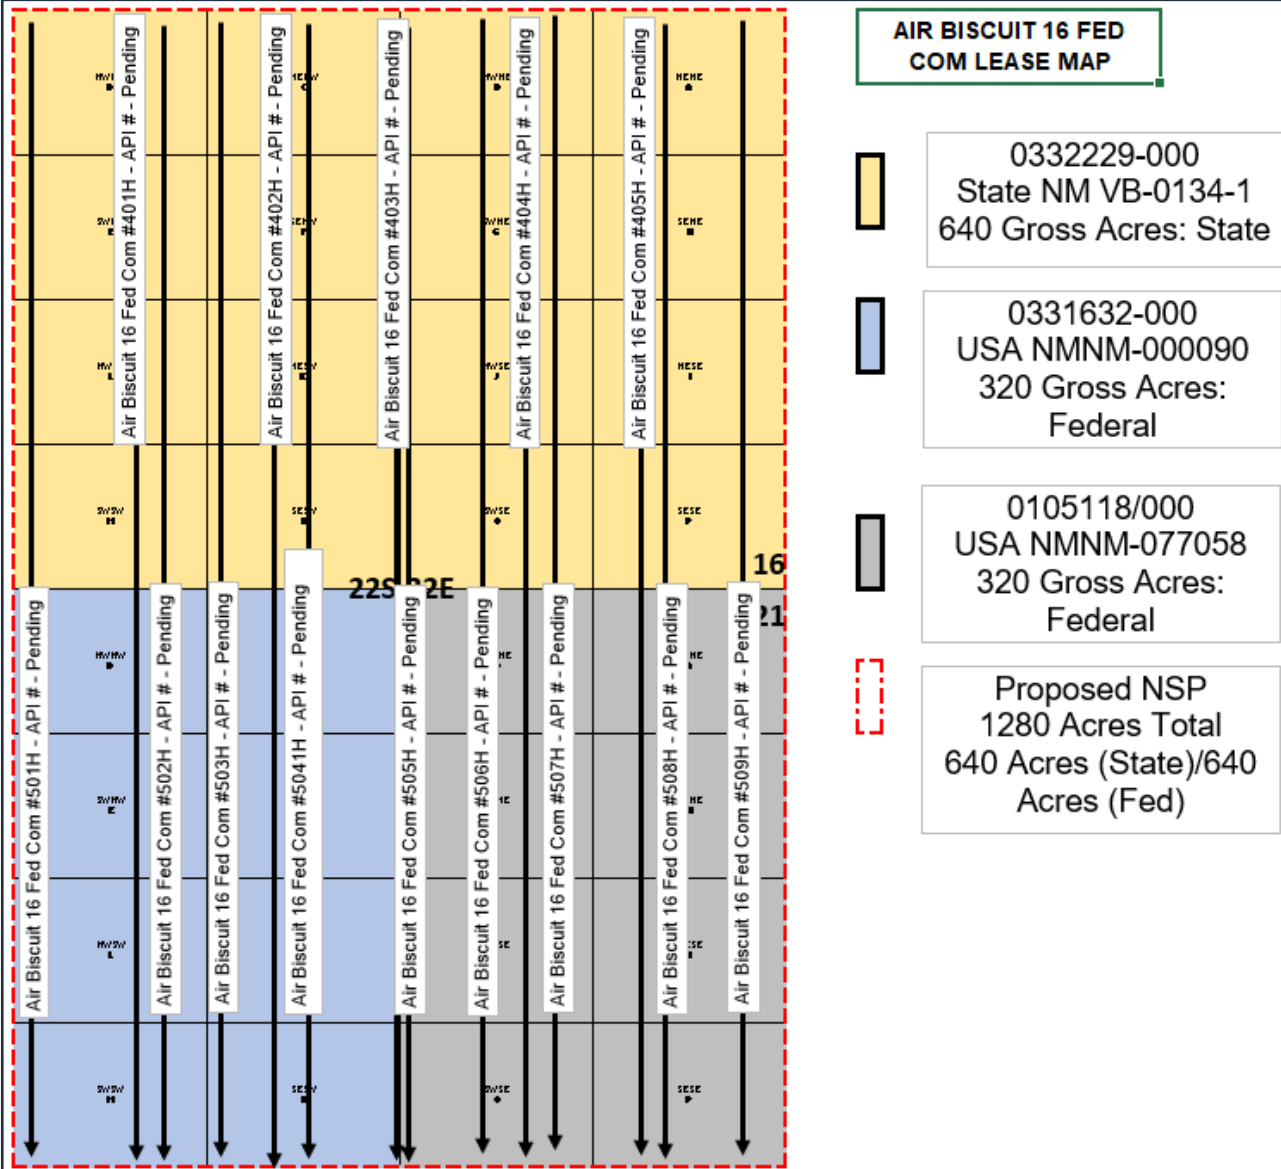 AIR BISCUIT 16 FED
COM LEASE MAP
0332229-000
State NM VB-0134-1
640 Gross Acres: State
0331632-000
USA NMNM-000090
320 Gross Acres:
Federal
0105118/000
USA NMNM-077058
320 Gross Acres:
Federal
Proposed NSP
1280 Acres Total
640 Acres (State)/640
Acres (Fed)
Air Biscuit 16 Fed Com #401H - API # - Pending
Air Biscuit 16 Fed Com #402H - API # - Pending
Air Biscuit 16 Fed Com #403H - API # - Pending
Air Biscuit 16 Fed Com #404H - API # - Pending
Air Biscuit 16 Fed Com #405H - API # - Pending
NENE
SENE
NESE
SWSW
SESE
SWSE
16
21
Air Biscuit 16 Fed Com #501H - API # - Pending
Air Biscuit 16 Fed Com #502H - API # - Pending
Air Biscuit 16 Fed Com #503H - API # - Pending
Air Biscuit 16 Fed Com #5041H - API # - Pending
Air Biscuit 16 Fed Com #505H - API # - Pending
Air Biscuit 16 Fed Com #506H - API # - Pending
Air Biscuit 16 Fed Com #507H - API # - Pending
Air Biscuit 16 Fed Com #508H - API # - Pending
Air Biscuit 16 Fed Com #509H - API # - Pending
NWNW
SWNW
NWSW
SWSW
SESE